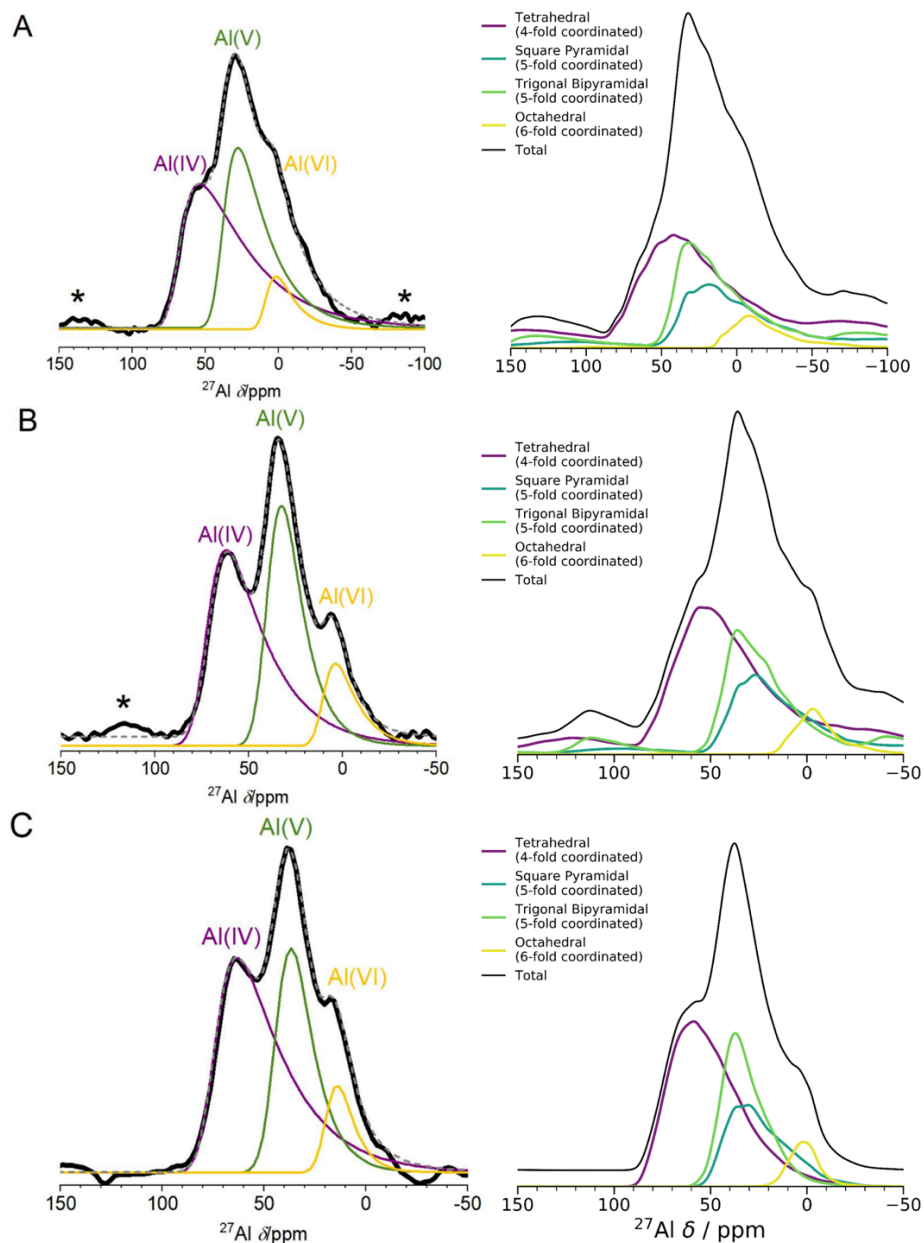 A
Al(V)
Al(IV)
Al(VI)
*
*
150 100 50 0 -50 -100
²⁷Al δ/ppm
Tetrahedral
(4-fold coordinated)
Square Pyramidal
(5-fold coordinated)
Trigonal Bipyramidal
(5-fold coordinated)
Octahedral
(6-fold coordinated)
Total
150 100 50 0 −50 −100
B
Al(V)
Al(IV)
Al(VI)
*
150 100 50 0 -50
²⁷Al δ/ppm
Tetrahedral
(4-fold coordinated)
Square Pyramidal
(5-fold coordinated)
Trigonal Bipyramidal
(5-fold coordinated)
Octahedral
(6-fold coordinated)
Total
150 100 50 0 −50
C
Al(V)
Al(IV)
Al(VI)
150 100 50 0 -50
²⁷Al δ/ppm
Tetrahedral
(4-fold coordinated)
Square Pyramidal
(5-fold coordinated)
Trigonal Bipyramidal
(5-fold coordinated)
Octahedral
(6-fold coordinated)
Total
150 100 50 0 −50
²⁷Al δ / ppm